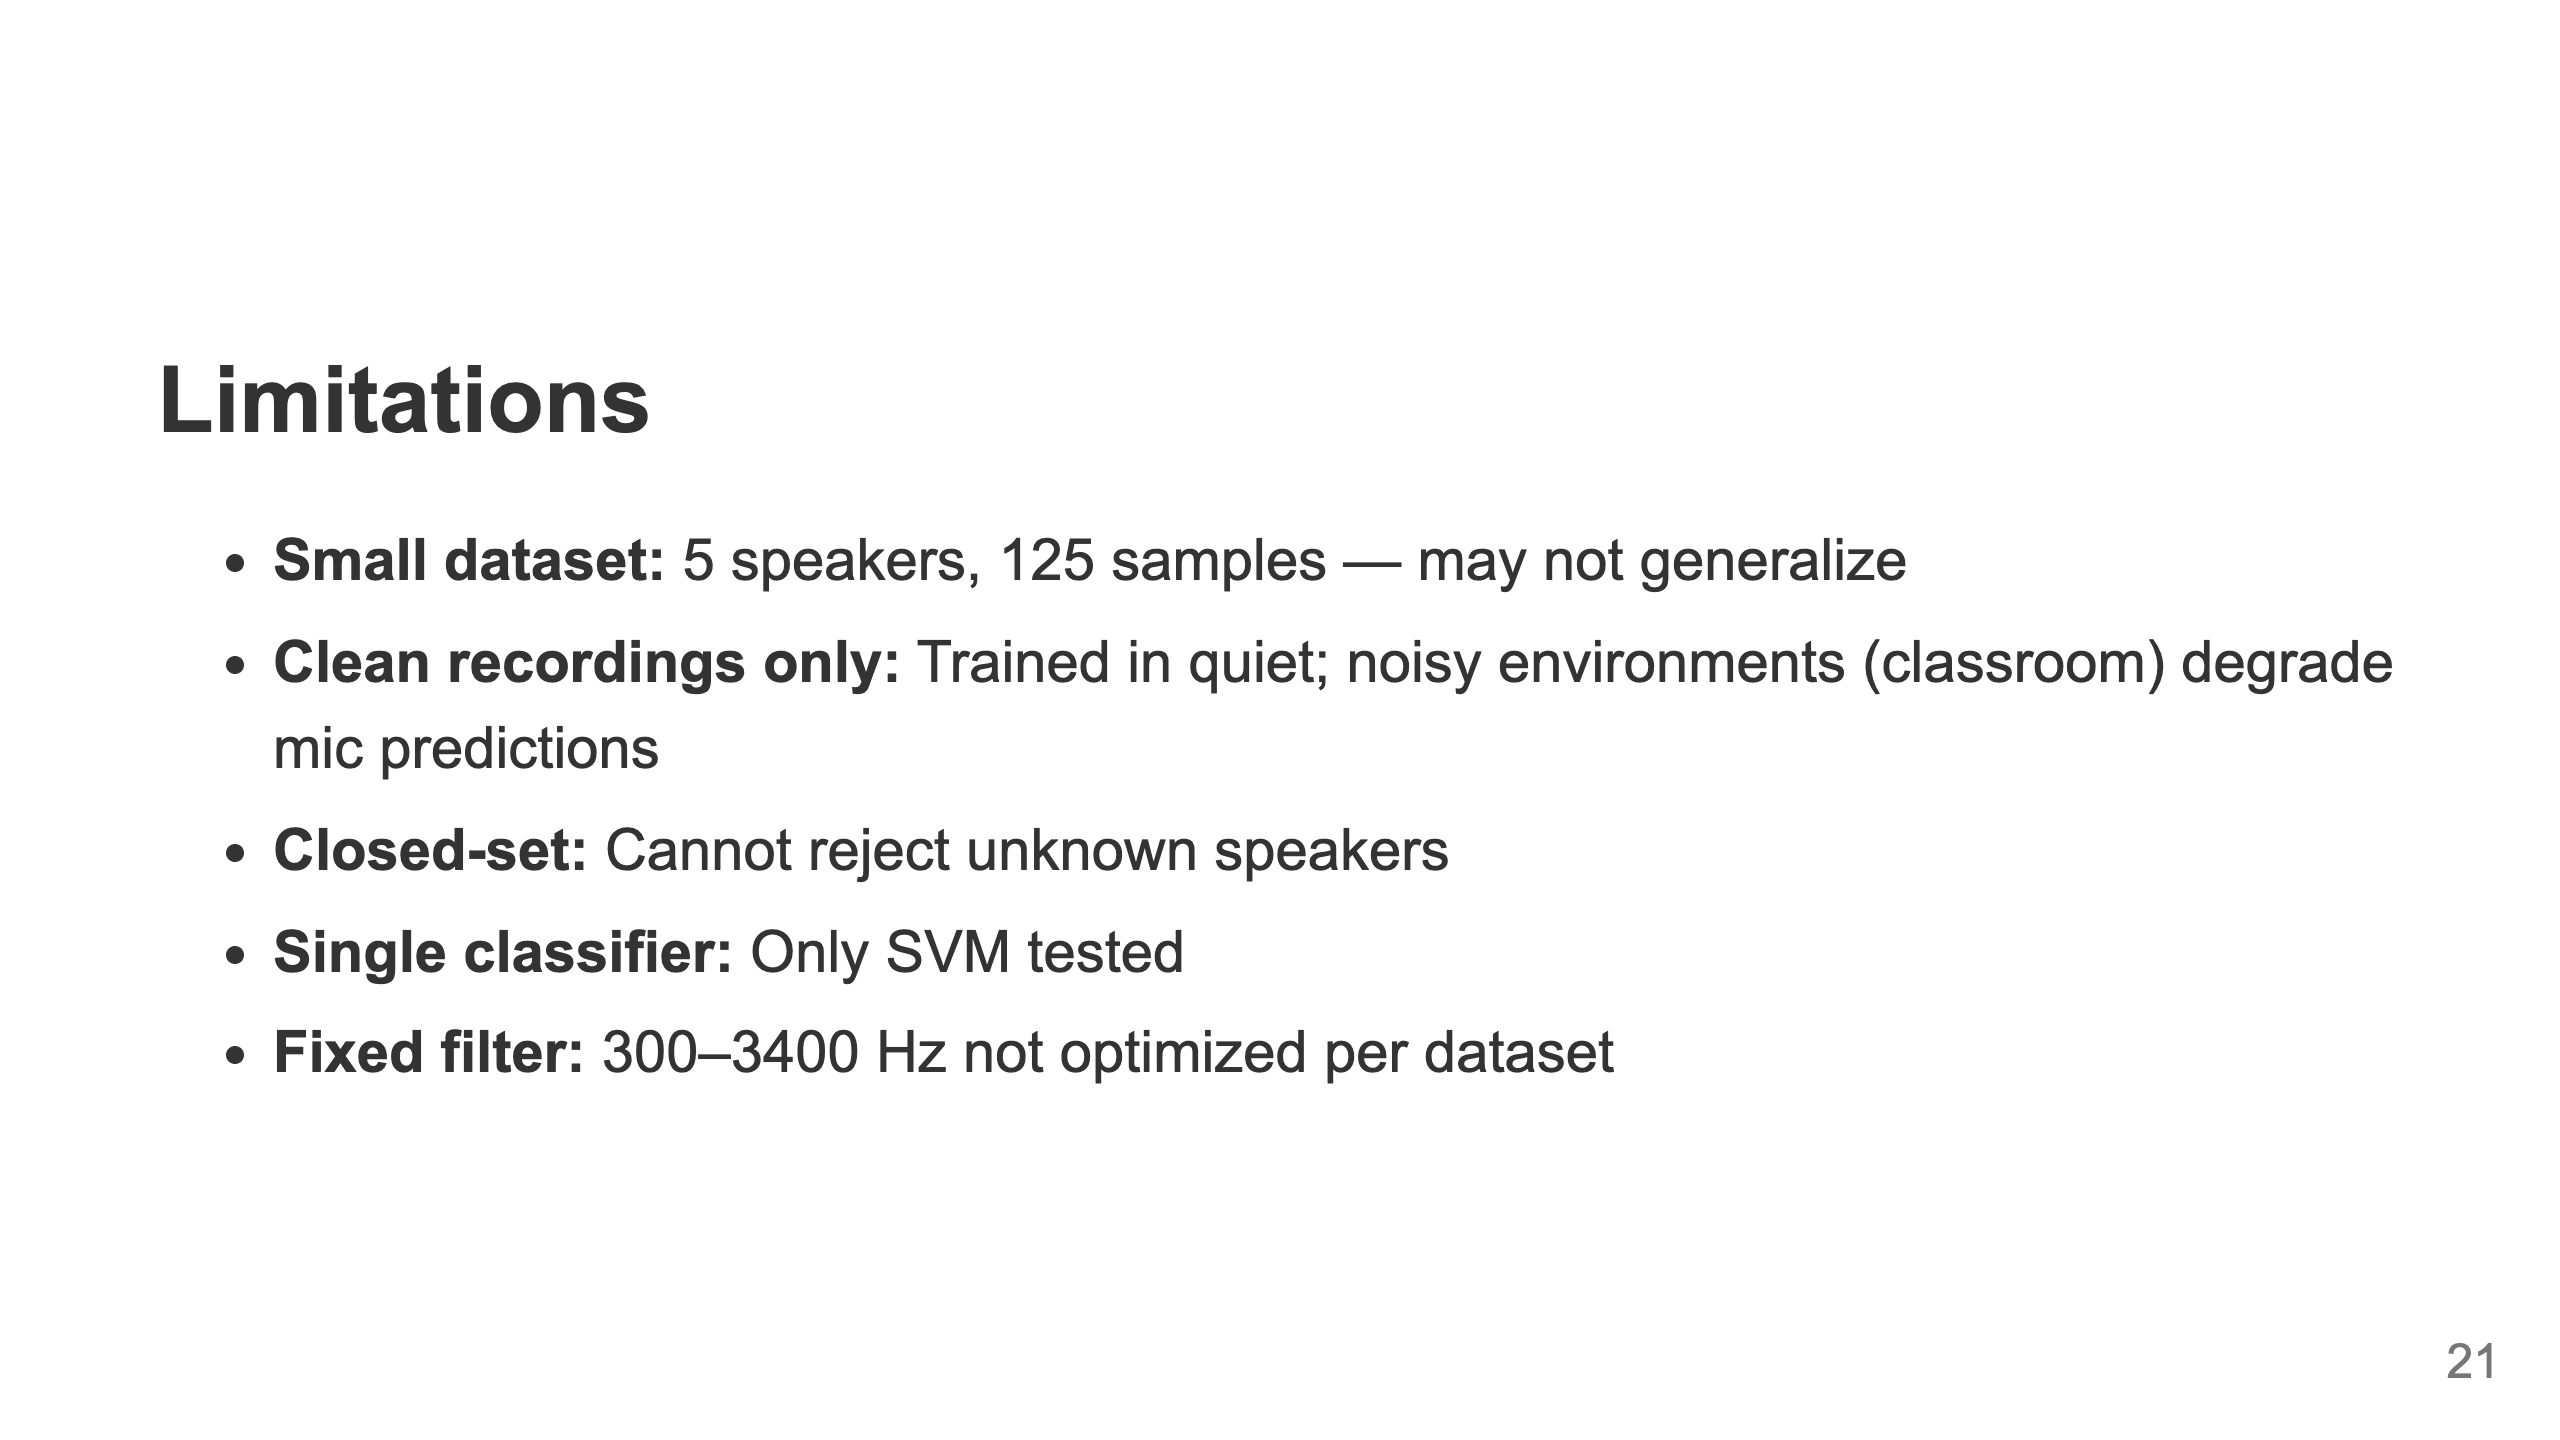 Limitations
• Small dataset: 5 speakers, 125 samples — may not generalize
• Clean recordings only: Trained in quiet; noisy environments (classroom) degrade
mic predictions
• Closed-set: Cannot reject unknown speakers
• Single classifier: Only SVM tested
• Fixed filter: 300–3400 Hz not optimized per dataset
21